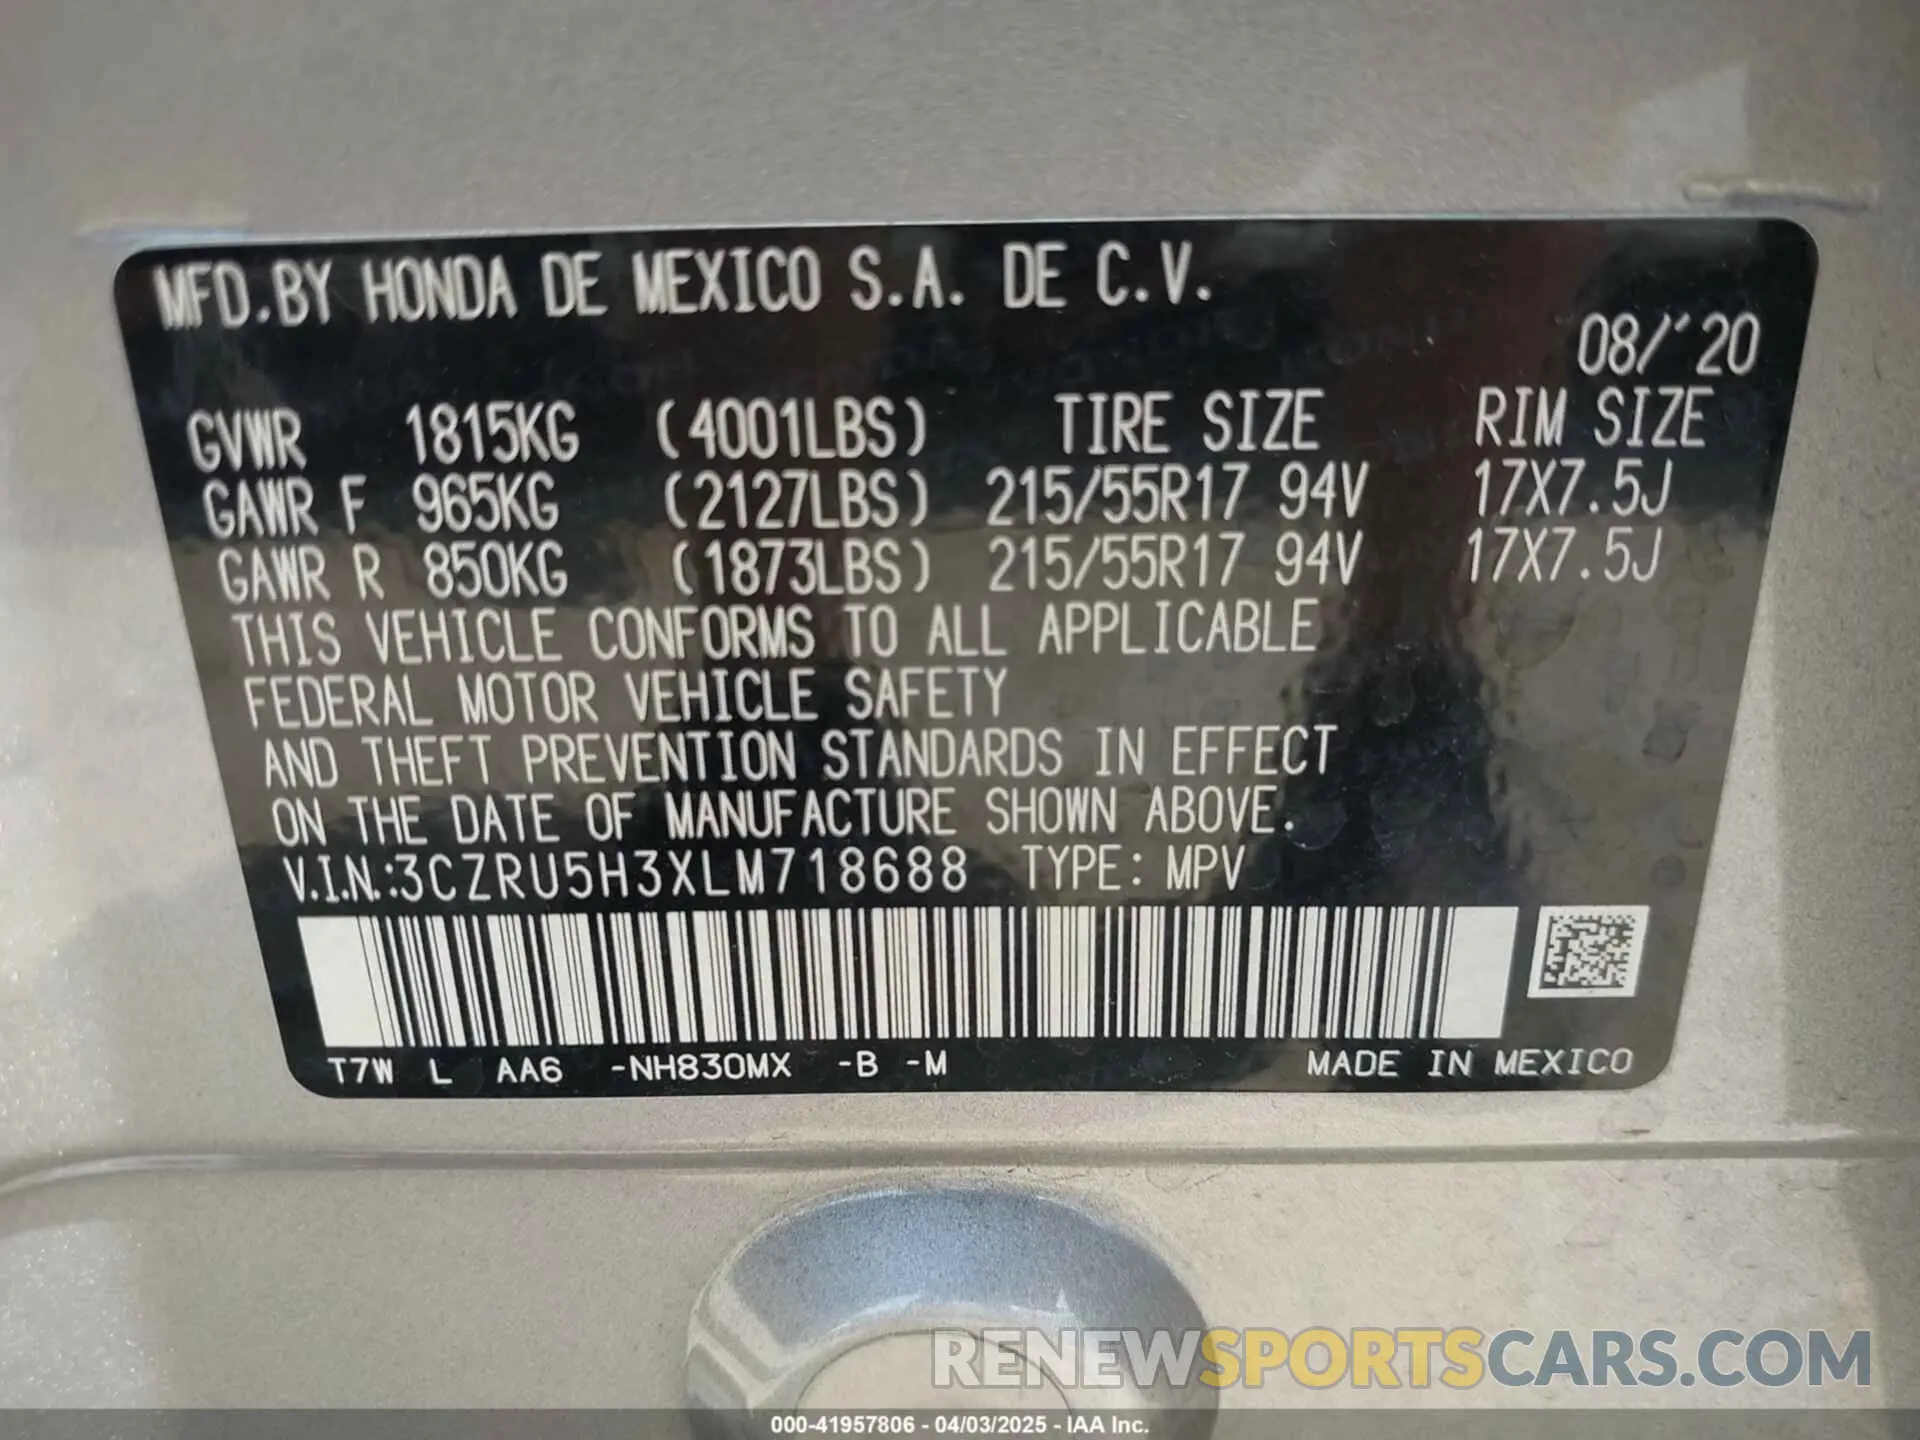 MFD.BY HONDA DE MEXICO S.A. DE C.V.
08/'20
GVWR 1815KG (4001LBS) TIRE SIZE RIM SIZE
GAWR F 965KG (2127LBS) 215/55R17 94V 17X7.5J
GAWR R 850KG (1873LBS) 215/55R17 94V 17X7.5J
THIS VEHICLE CONFORMS TO ALL APPLICABLE
FEDERAL MOTOR VEHICLE SAFETY
AND THEFT PREVENTION STANDARDS IN EFFECT
ON THE DATE OF MANUFACTURE SHOWN ABOVE.
V.I.N.:3CZRU5H3XLM718688 TYPE: MPV
T7W L AA6 -NH830MX -B -M MADE IN MEXICO
RENEWSPORTSCARS.COM
000-41957806 - 04/03/2025 - IAA Inc.